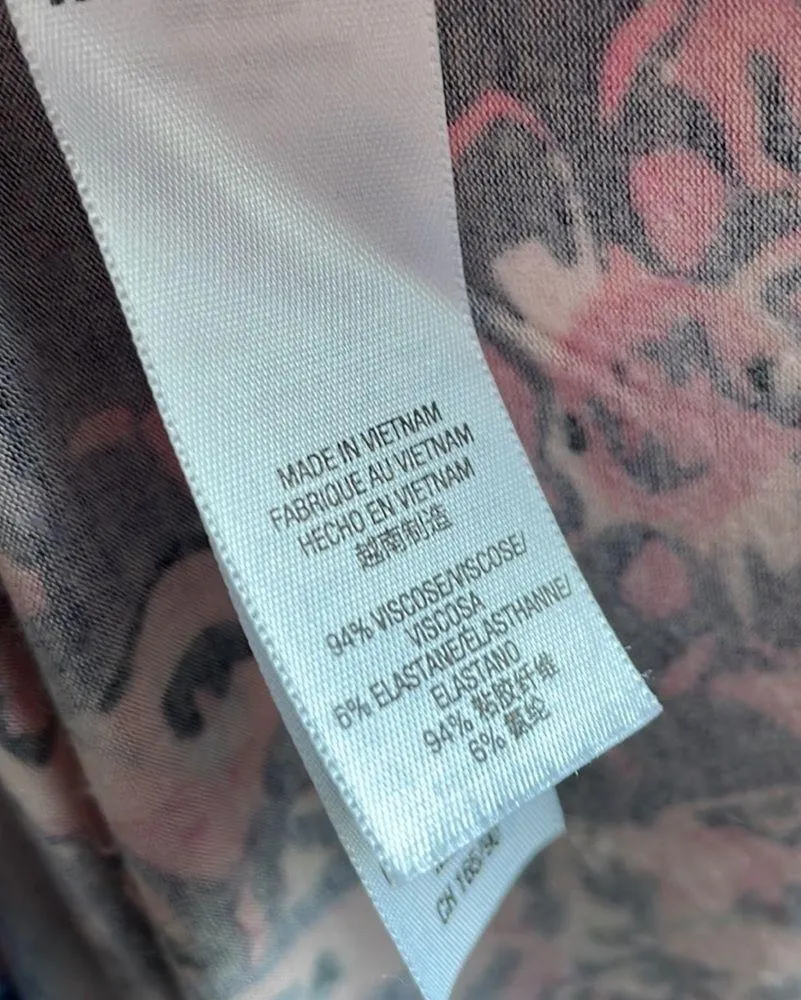 MADE IN VIETNAM
FABRIQUE AU VIETNAM
HECHO EN VIETNAM
越南制造
94% VISCOSE/VISCOSE/
VISCOSA
6% ELASTANE/ELASTHANNE/
ELASTANO
94% 粘胶纤维
6% 氨纶
CH